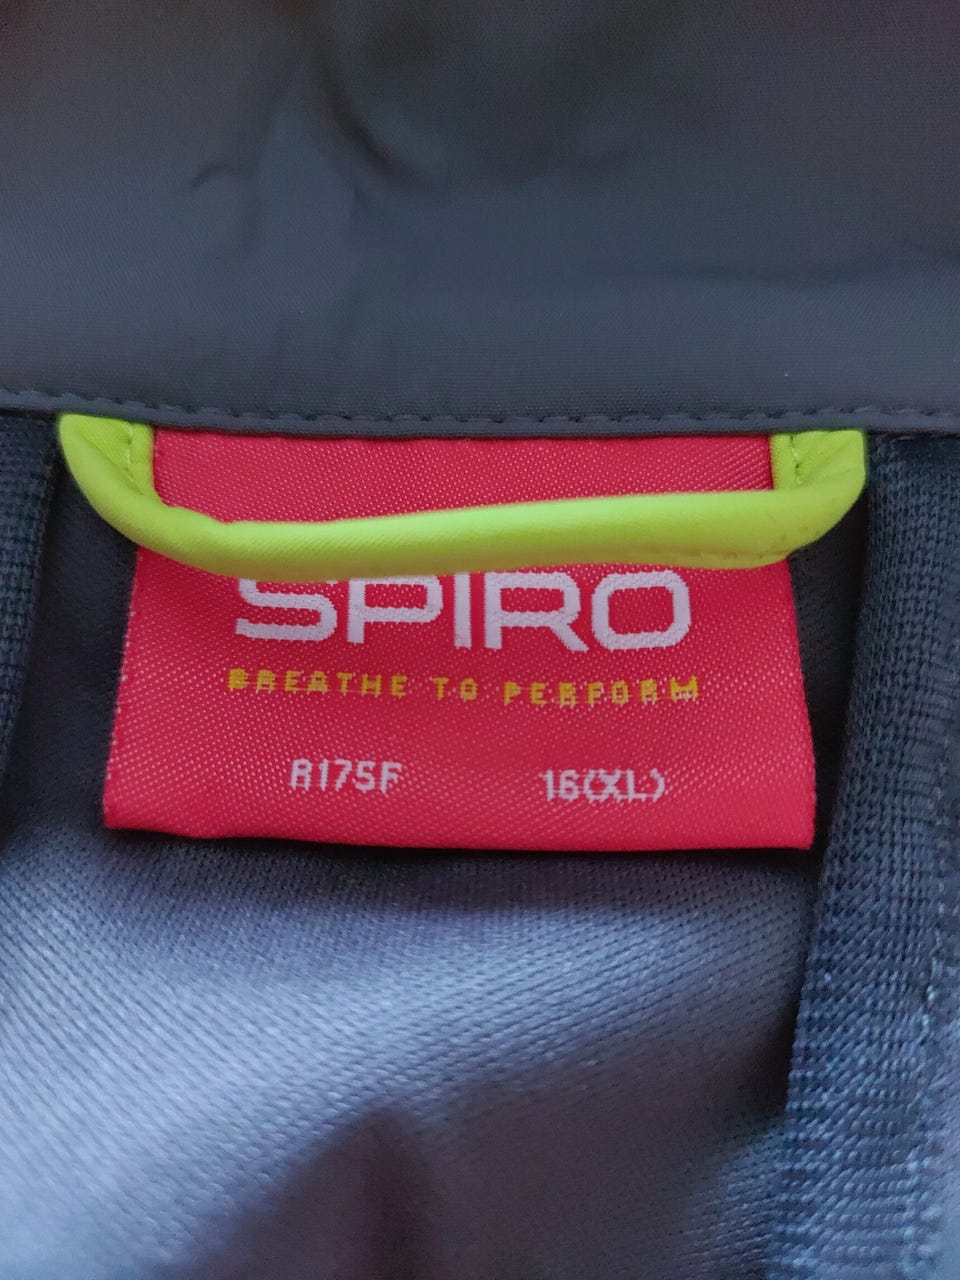 SPIRO
BREATHE TO PERFORM
R175F 16(XL)